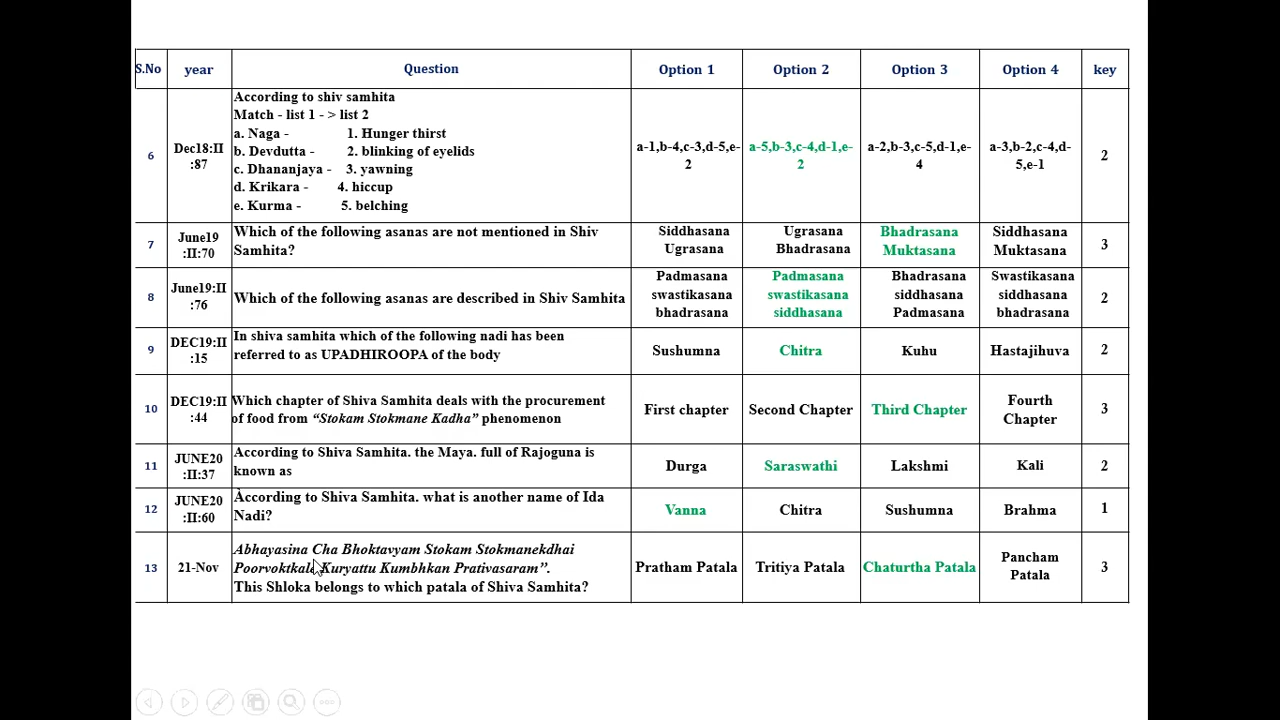 S.No year Question Option 1 Option 2 Option 3 Option 4 key
According to shiv samhita
Match - list 1 - > list 2
a. Naga - 1. Hunger thirst
b. Devdutta - 2. blinking of eyelids
c. Dhananjaya - 3. yawning
d. Krikara - 4. hiccup
e. Kurma - 5. belching
6
Dec18:II
:87
a-1,b-4,c-3,d-5,e-
2
a-5,b-3,c-4,d-1,e-
2
a-2,b-3,c-5,d-1,e-
4
a-3,b-2,c-4,d-
5,e-1
2
7
June19
:II:70
Which of the following asanas are not mentioned in Shiv
Samhita?
Siddhasana
Ugrasana
Ugrasana
Bhadrasana
Bhadrasana
Muktasana
Siddhasana
Muktasana
3
8
June19:II
:76
Which of the following asanas are described in Shiv Samhita
Padmasana
swastikasana
bhadrasana
Padmasana
swastikasana
siddhasana
Bhadrasana
siddhasana
Padmasana
Swastikasana
siddhasana
bhadrasana
2
9
DEC19:II
:15
In shiva samhita which of the following nadi has been
referred to as UPADHIROOPA of the body
Sushumna
Chitra
Kuhu
Hastajihuva
2
10
DEC19:II
:44
Which chapter of Shiva Samhita deals with the procurement
of food from “Stokam Stokmane Kadha” phenomenon
First chapter
Second Chapter
Third Chapter
Fourth
Chapter
3
11
JUNE20
:II:37
According to Shiva Samhita. the Maya. full of Rajoguna is
known as
Durga
Saraswathi
Lakshmi
Kali
2
12
JUNE20
:II:60
Àccording to Shiva Samhita. what is another name of Ida
Nadi?
Vanna
Chitra
Sushumna
Brahma
1
13
21-Nov
Abhayasina Cha Bhoktavyam Stokam Stokmanekdhai
Kuryattu Kumbhkan Prativasaram”.
This Shloka belongs to which patala of Shiva Samhita?
Pratham Patala
Tritiya Patala
Chaturtha Patala
Pancham
Patala
3